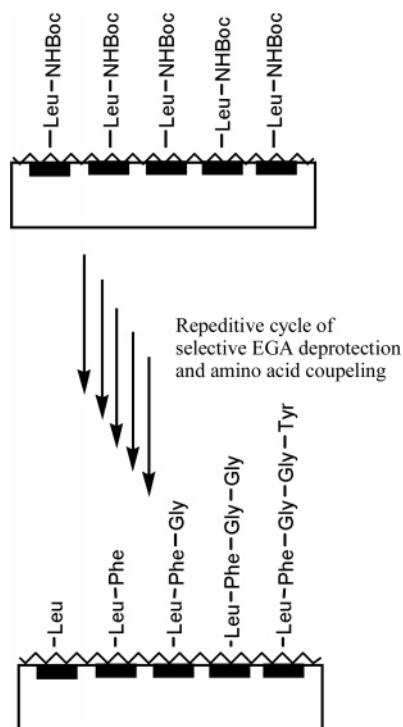 –Leu–NHBoc
–Leu–NHBoc
–Leu–NHBoc
–Leu–NHBoc
–Leu–NHBoc
Repeditive cycle of
selective EGA deprotection
and amino acid coupeling
–Leu
–Leu–Phe
–Leu–Phe–Gly
-Leu–Phe–Gly–Gly
-Leu–Phe–Gly–Gly–Tyr